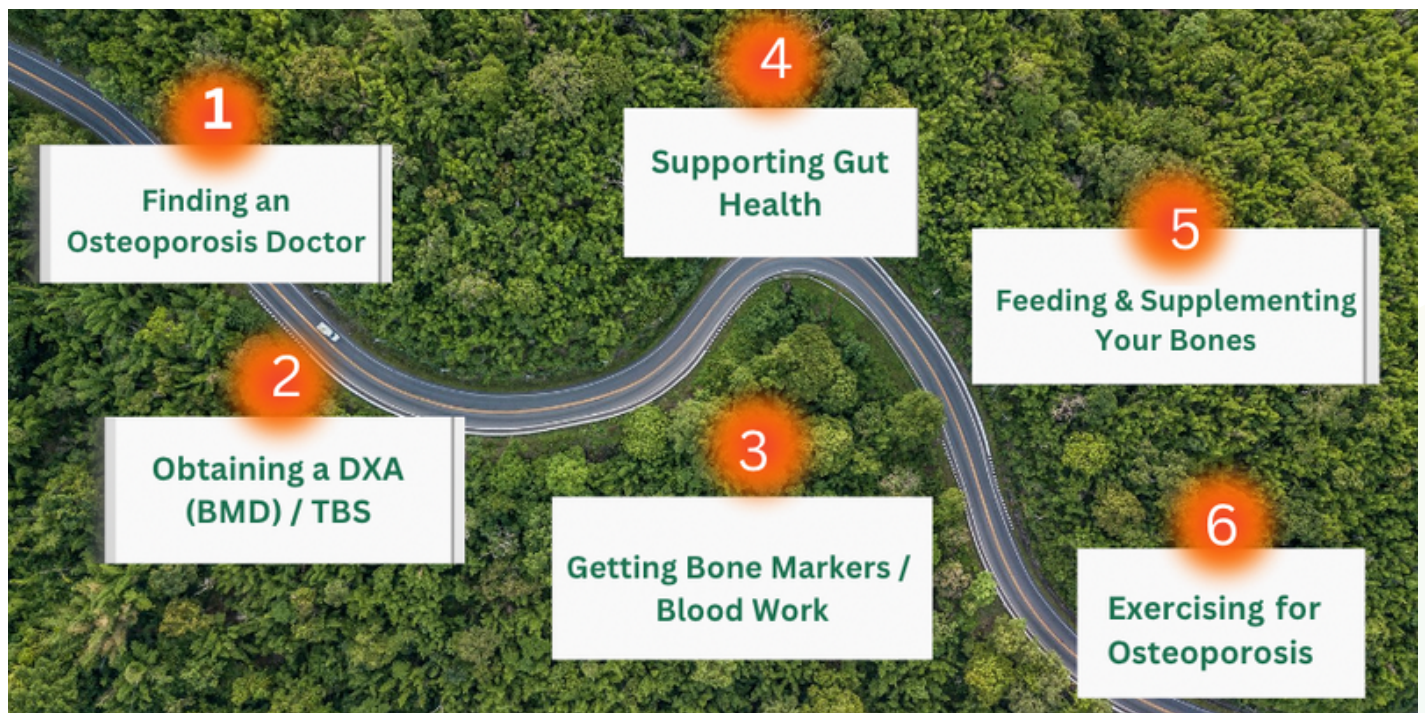 1
Finding an
Osteoporosis Doctor
2
Obtaining a DXA
(BMD) / TBS
3
Getting Bone Markers /
Blood Work
4
Supporting Gut
Health
5
Feeding & Supplementing
Your Bones
6
Exercising for
Osteoporosis